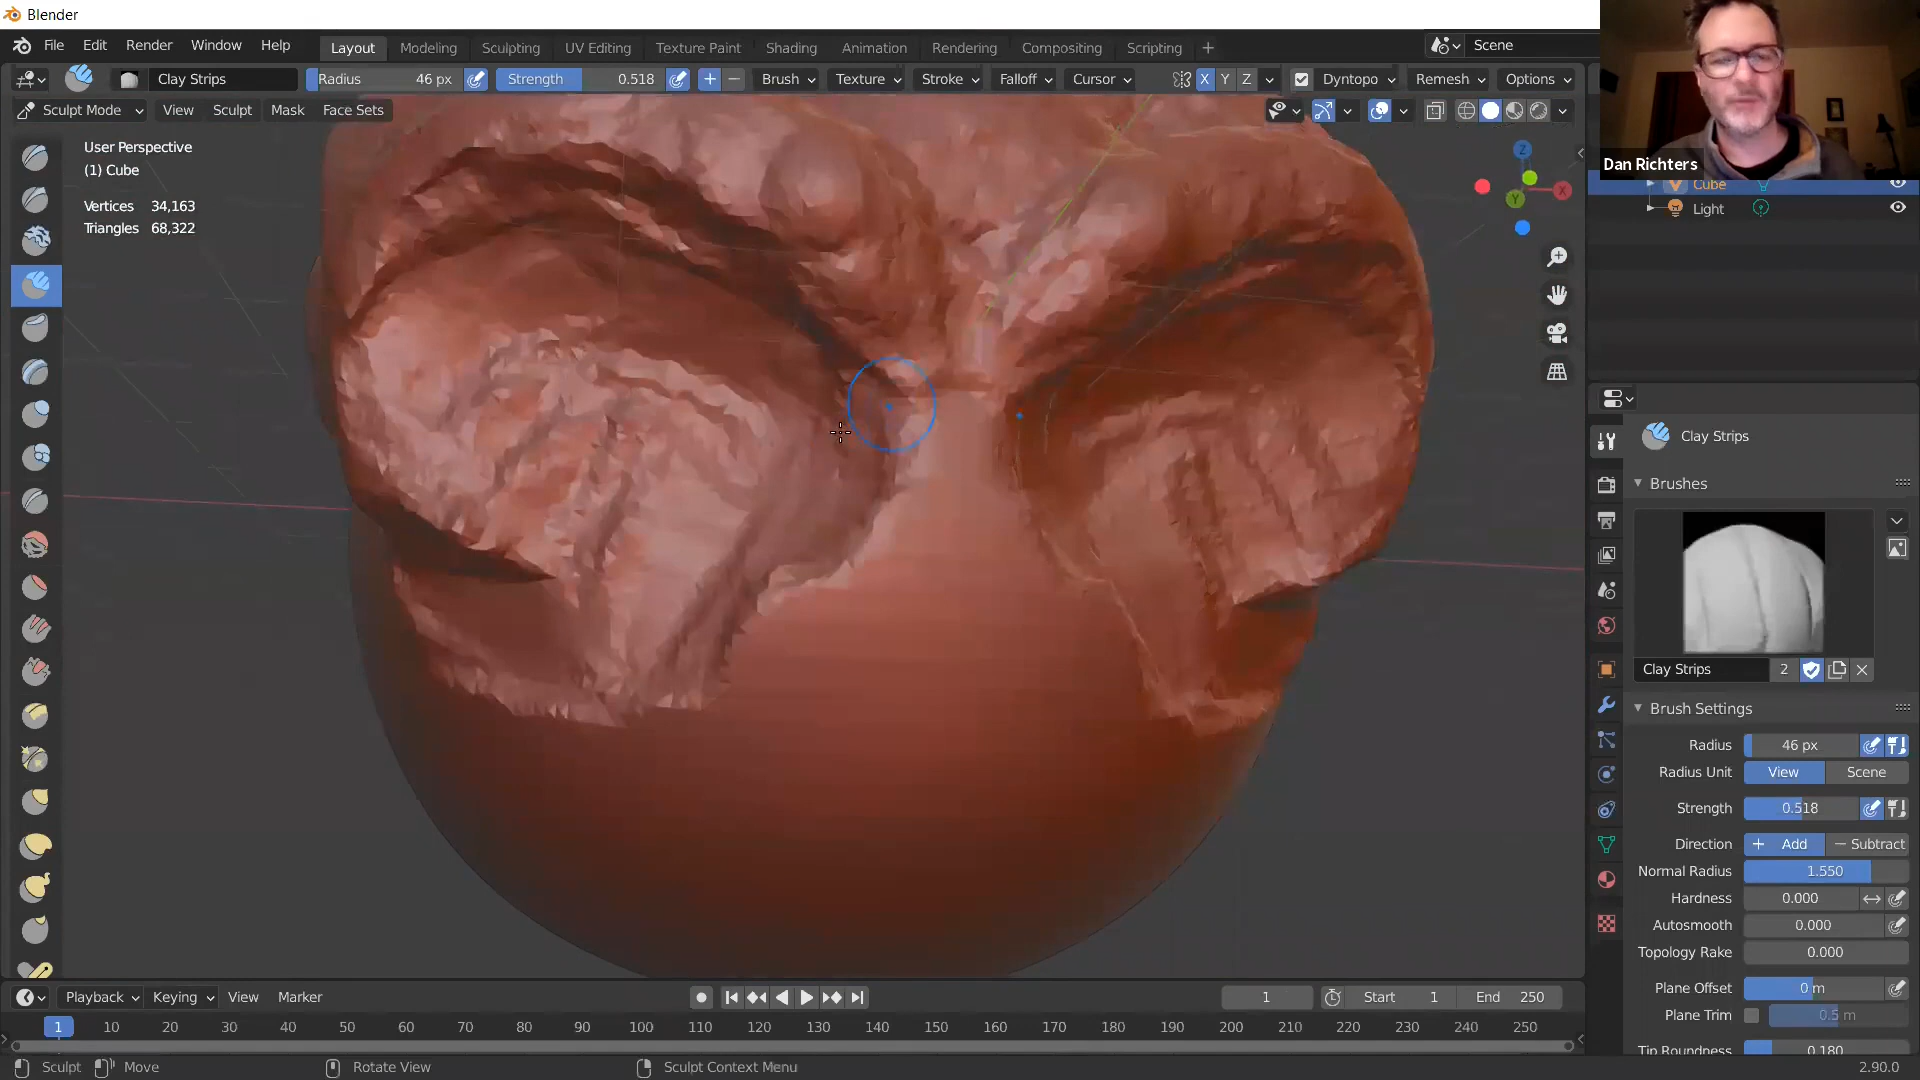 Blender
File Edit Render Window Help Layout Modeling Sculpting UV Editing Texture Paint Shading Animation Rendering Compositing Scripting + Scene
Clay Strips Radius 46 px Strength 0.518 + − Brush Texture Stroke Falloff Cursor X Y Z Dyntopo Remesh Options
Sculpt Mode View Sculpt Mask Face Sets
User Perspective
(1) Cube
Vertices 34,163
Triangles 68,322
Z
X
Y
Dan Richters
Cube
Light
Clay Strips
Brushes
Clay Strips 2
Brush Settings
Radius 46 px
Radius Unit View Scene
Strength 0.518
Direction + Add − Subtract
Normal Radius 1.550
Hardness 0.000
Autosmooth 0.000
Topology Rake 0.000
Plane Offset 0 m
Plane Trim 0.5 m
Tip Roundness 0.180
Playback Keying View Marker 1 Start 1 End 250
1 10 20 30 40 50 60 70 80 90 100 110 120 130 140 150 160 170 180 190 200 210 220 230 240 250
Sculpt Move Rotate View Sculpt Context Menu 2.90.0